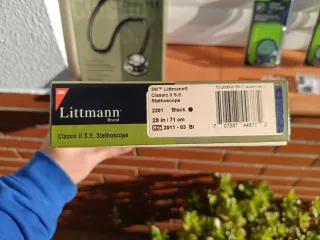 3M
Littmann
Brand
Classic II S.E. Stethoscope
3M™ Littmann®
Classic II S.E.
Stethoscope
2201 Black
28 in / 71 cm
2011 - 03 BI